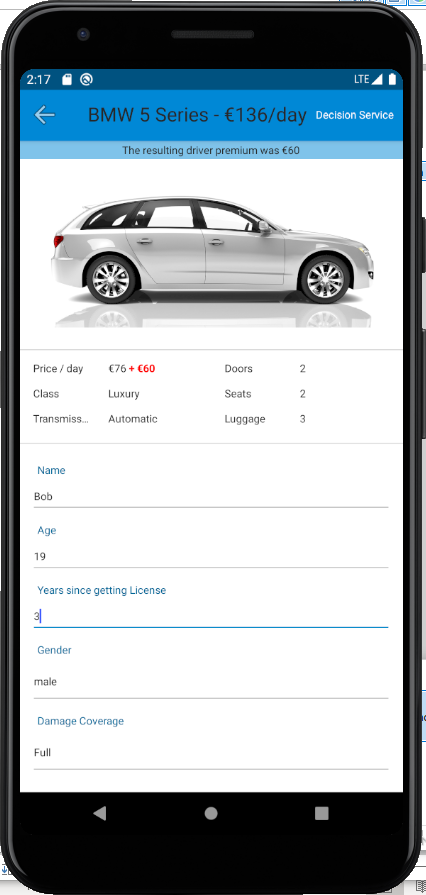 2:17 LTE
BMW 5 Series - €136/day Decision Service
The resulting driver premium was €60
Price / day €76 + €60 Doors 2
Class Luxury Seats 2
Transmiss... Automatic Luggage 3
Name
Bob
Age
19
Years since getting License
3
Gender
male
Damage Coverage
Full